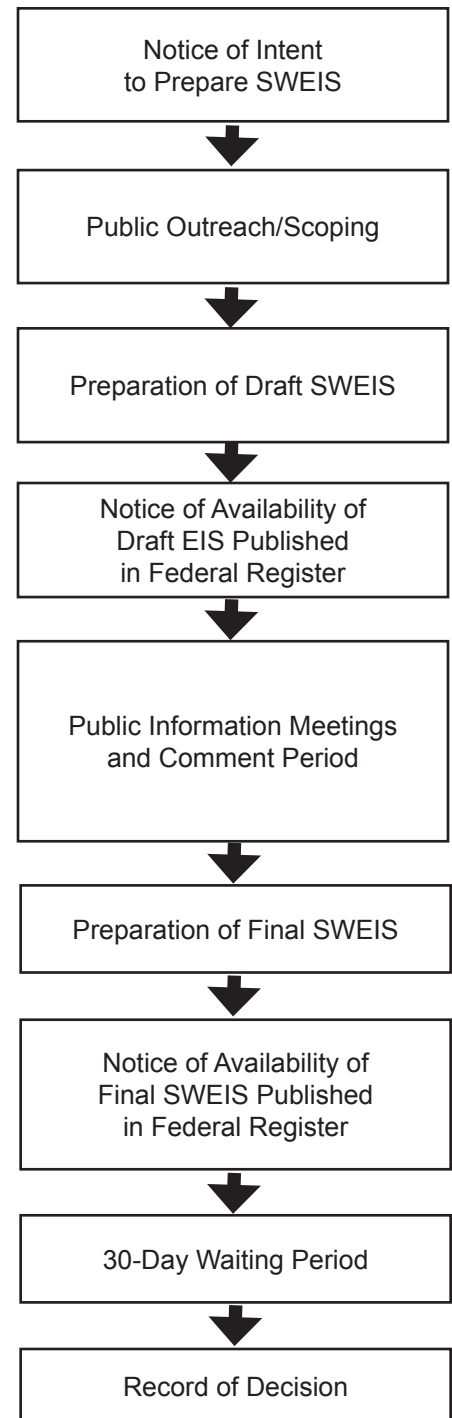 Notice of Intent
to Prepare SWEIS
Public Outreach/Scoping
Preparation of Draft SWEIS
Notice of Availability of
Draft EIS Published
in Federal Register
Public Information Meetings
and Comment Period
Preparation of Final SWEIS
Notice of Availability of
Final SWEIS Published
in Federal Register
30-Day Waiting Period
Record of Decision